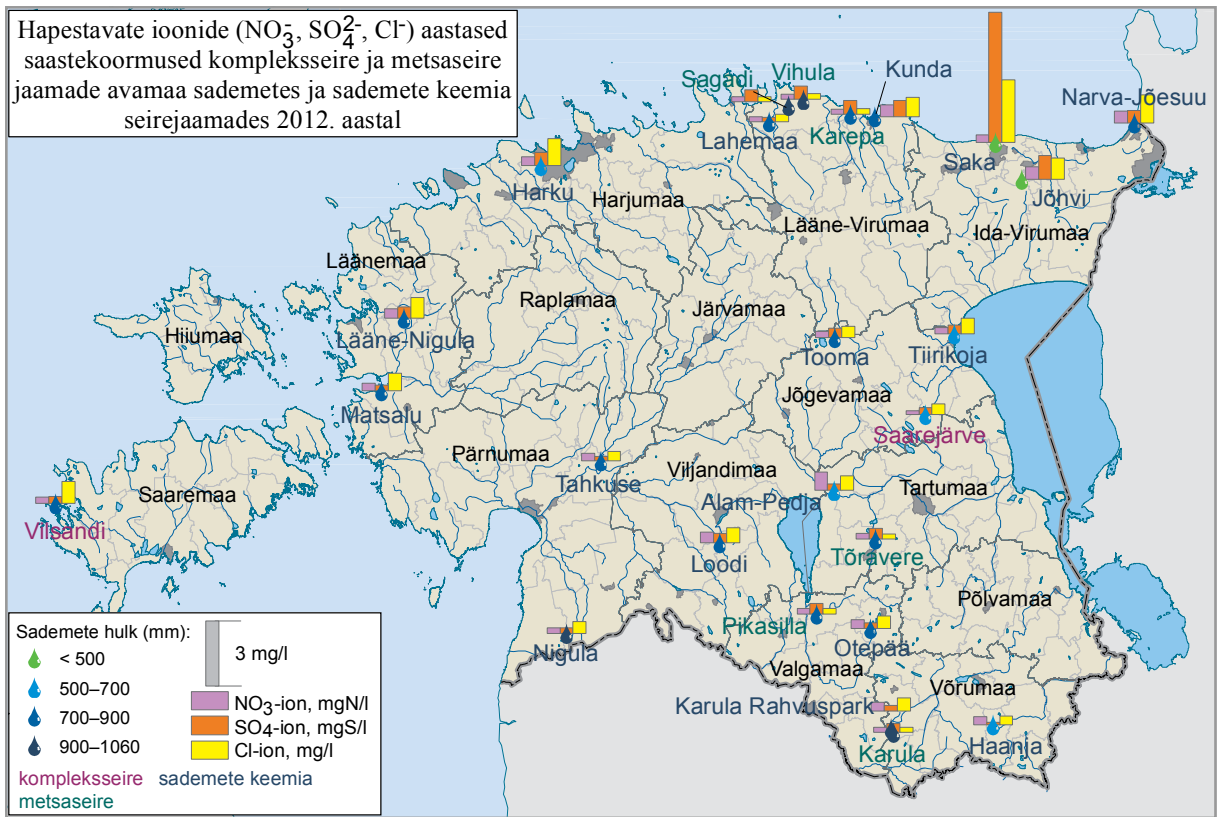 Hapestavate ioonide (NO₃⁻, SO₄²⁻, Cl⁻) aastased
saastekoormused kompleksseire ja metsaseire
jaamade avamaa sademetes ja sademete keemia
seirejaamades 2012. aastal
Sagadi
Vihula
Kunda
Narva-Jõesuu
Lahemaa
Karepa
Saka
Harku
Jõhvi
Harjumaa
Lääne-Virumaa
Ida-Virumaa
Läänemaa
Raplamaa
Järvamaa
Hiiumaa
Lääne-Nigula
Tooma
Tiirikoja
Matsalu
Jõgevamaa
Saarejärve
Pärnumaa
Viljandimaa
Tahkuse
Saaremaa
Alam-Pedja
Tartumaa
Vilsandi
Loodi
Tõravere
Põlvamaa
Pikasilla
Otepää
Nigula
Valgamaa
Võrumaa
Karula Rahvuspark
Karula
Haanja
Sademete hulk (mm):
< 500
500–700
700–900
900–1060
3 mg/l
NO₃-ion, mgN/l
SO₄-ion, mgS/l
Cl-ion, mg/l
kompleksseire sademete keemia
metsaseire